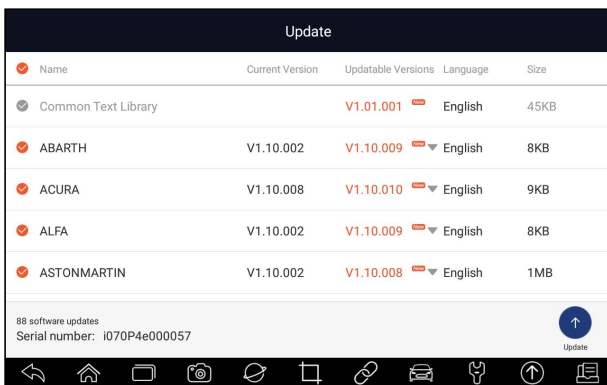 Update
Name Current Version Updatable Versions Language Size
Common Text Library V1.01.001 New English 45KB
ABARTH V1.10.002 V1.10.009 New English 8KB
ACURA V1.10.008 V1.10.010 New English 9KB
ALFA V1.10.002 V1.10.009 New English 8KB
ASTONMARTIN V1.10.002 V1.10.008 New English 1MB
88 software updates
Serial number: i070P4e000057
Update